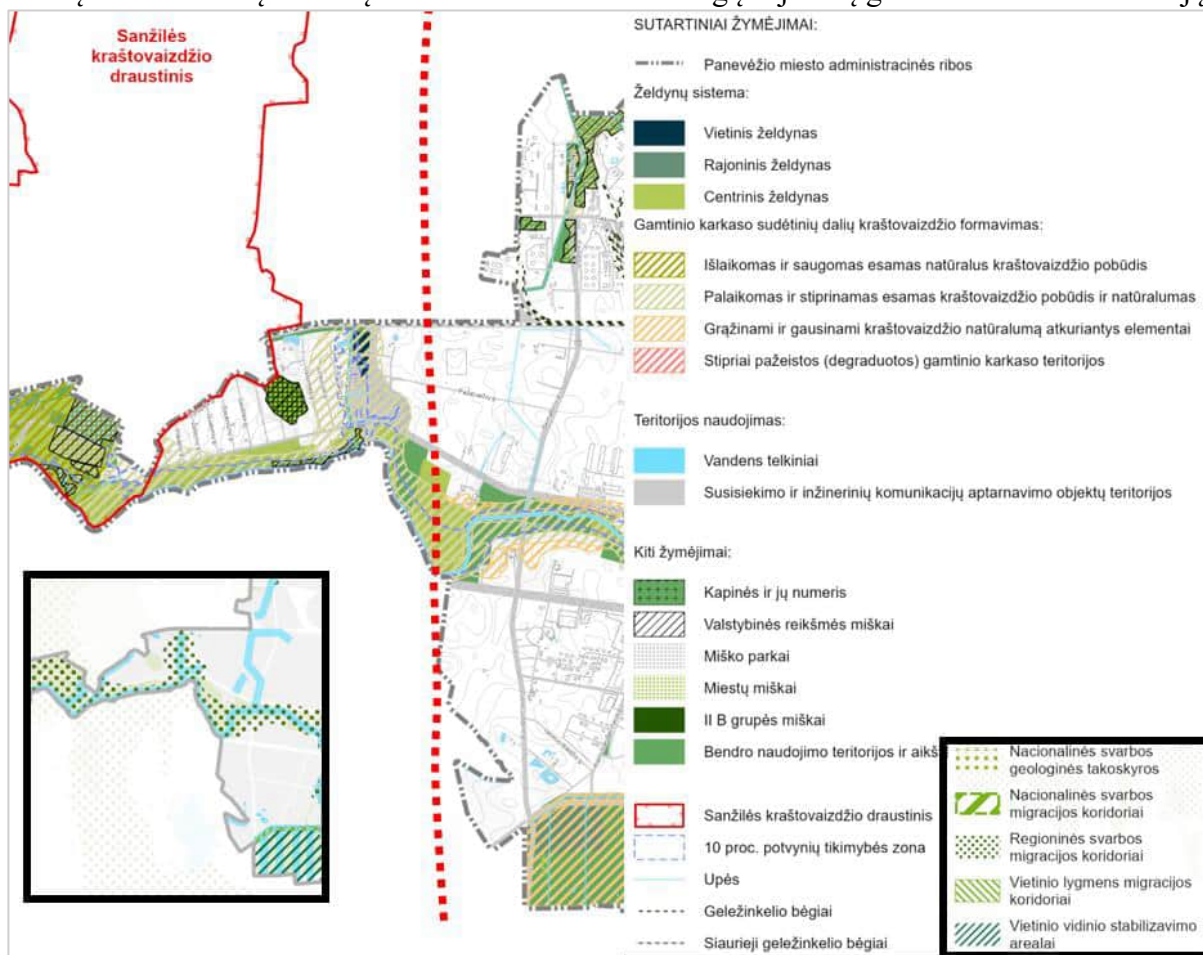 Sanžilės
kraštovaizdžio
draustinis
SUTARTINIAI ŽYMĖJIMAI:
Panevėžio miesto administracinės ribos
Želdynų sistema:
Vietinis želdynas
Rajoninis želdynas
Centrinis želdynas
Gamtinio karkaso sudėtinių dalių kraštovaizdžio formavimas:
Išlaikomas ir saugomas esamas natūralus kraštovaizdžio pobūdis
Palaikomas ir stiprinamas esamas kraštovaizdžio pobūdis ir natūralumas
Grąžinami ir gausinami kraštovaizdžio natūralumą atkuriantys elementai
Stipriai pažeistos (degraduotos) gamtinio karkaso teritorijos
Teritorijos naudojimas:
Vandens telkiniai
Susisiekimo ir inžinerinių komunikacijų aptarnavimo objektų teritorijos
Kiti žymėjimai:
Kapinės ir jų numeris
Valstybinės reikšmės miškai
Miško parkai
Miestų miškai
II B grupės miškai
Bendro naudojimo teritorijos ir aikš
Sanžilės kraštovaizdžio draustinis
10 proc. potvynių tikimybės zona
Upės
Geležinkelio bėgiai
Siaurieji geležinkelio bėgiai
Nacionalinės svarbos
geologinės takoskyros
Nacionalinės svarbos
migracijos koridoriai
Regioninės svarbos
migracijos koridoriai
Vietinio lygmens migracijos
koridoriai
Vietinio vidinio stabilizavimo
arealai